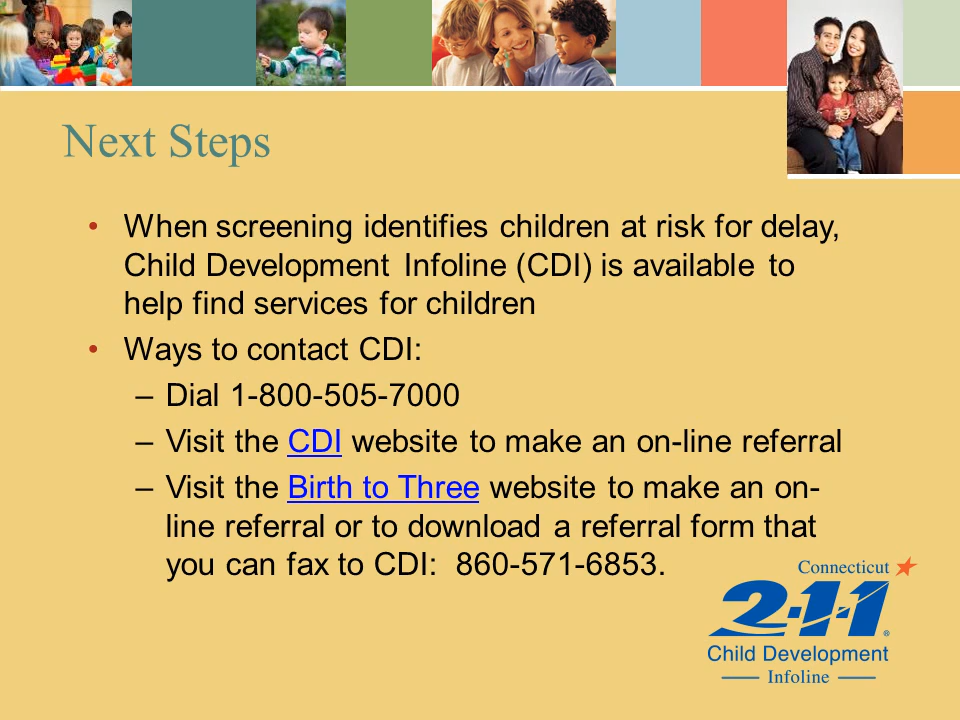 Next Steps
• When screening identifies children at risk for delay,
Child Development Infoline (CDI) is available to
help find services for children
• Ways to contact CDI:
– Dial 1-800-505-7000
– Visit the CDI website to make an on-line referral
– Visit the Birth to Three website to make an on-
line referral or to download a referral form that
you can fax to CDI:  860-571-6853.
Connecticut
2-1-1®
Child Development
Infoline